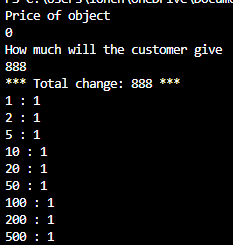 Price of object
0
How much will the customer give
888
*** Total change: 888 ***
1 : 1
2 : 1
5 : 1
10 : 1
20 : 1
50 : 1
100 : 1
200 : 1
500 : 1